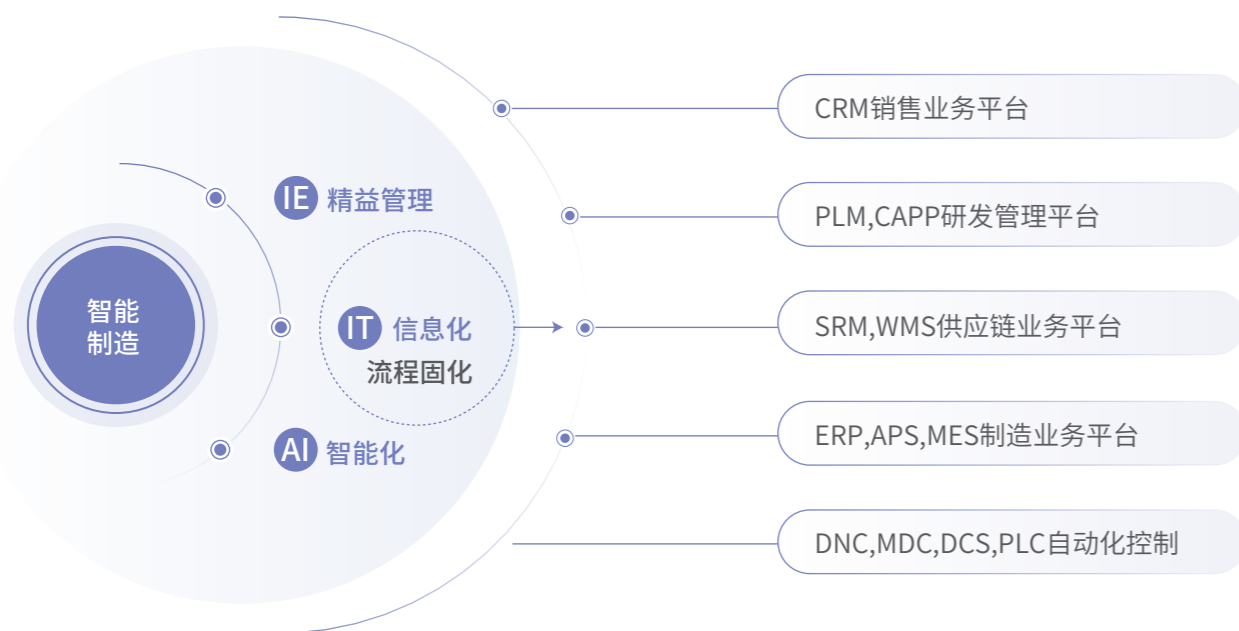 智能
制造
IE 精益管理
IT 信息化
流程固化
AI 智能化
CRM销售业务平台
PLM,CAPP研发管理平台
SRM,WMS供应链业务平台
ERP,APS,MES制造业务平台
DNC,MDC,DCS,PLC自动化控制